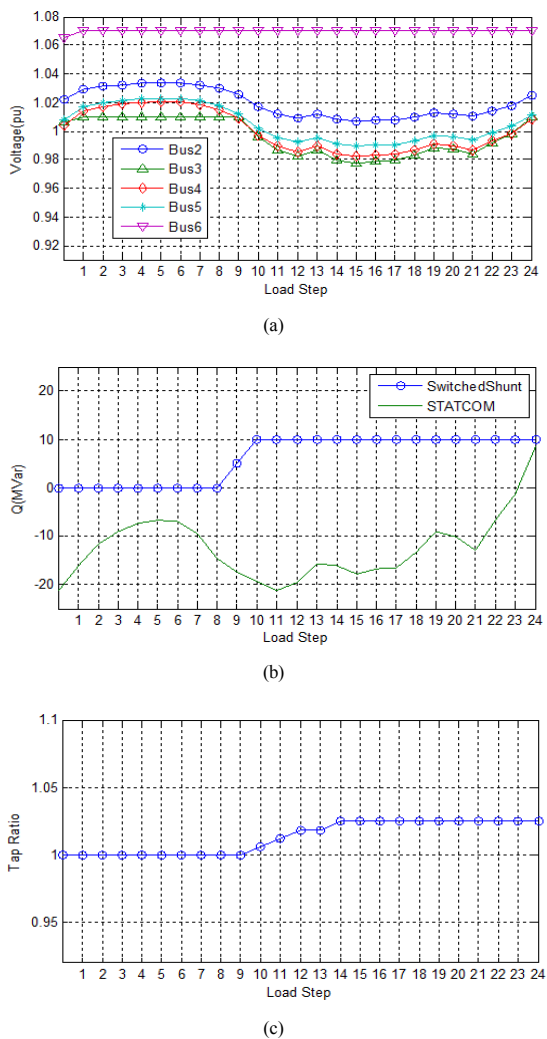 1.08
1.06
1.04
1.02
1
0.98
0.96
0.94
0.92
Voltage(pu)
Bus2
Bus3
Bus4
Bus5
Bus6
1 2 3 4 5 6 7 8 9 10 11 12 13 14 15 16 17 18 19 20 21 22 23 24
Load Step
(a)
20
10
0
-10
-20
Q(MVar)
SwitchedShunt
STATCOM
1 2 3 4 5 6 7 8 9 10 11 12 13 14 15 16 17 18 19 20 21 22 23 24
Load Step
(b)
1.1
1.05
1
0.95
Tap Ratio
1 2 3 4 5 6 7 8 9 10 11 12 13 14 15 16 17 18 19 20 21 22 23 24
Load Step
(c)